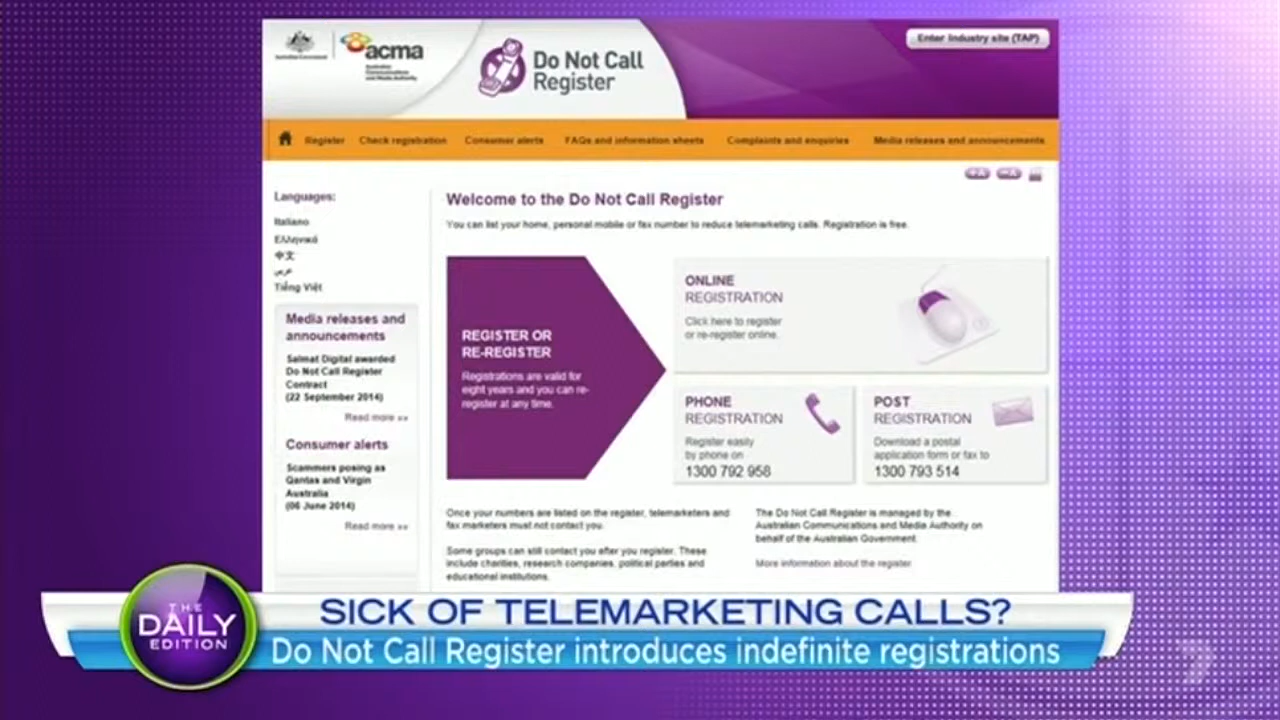 Australian Government
acma
Australian
Communications
and Media Authority
Do Not Call
Register
Enter Industry site (TAP)
Register
Check registration
Consumer alerts
FAQs and information sheets
Complaints and enquiries
Media releases and announcements
+A
-A
Languages:
Italiano
Ελληνικά
中文
عربي
Tiếng Việt
Media releases and
announcements
Salmat Digital awarded
Do Not Call Register
Contract
(22 September 2014)
Read more »»
Consumer alerts
Scammers posing as
Qantas and Virgin
Australia
(06 June 2014)
Read more »»
Welcome to the Do Not Call Register
You can list your home, personal mobile or fax number to reduce telemarketing calls. Registration is free.
REGISTER OR
RE-REGISTER
Registrations are valid for
eight years and you can re-
register at any time.
ONLINE
REGISTRATION
Click here to register
or re-register online.
PHONE
REGISTRATION
Register easily
by phone on
1300 792 958
POST
REGISTRATION
Download a postal
application form or fax to
1300 793 514
Once your numbers are listed on the register, telemarketers and
fax marketers must not contact you.
Some groups can still contact you after you register. These
include charities, research companies, political parties and
educational institutions.
The Do Not Call Register is managed by the
Australian Communications and Media Authority on
behalf of the Australian Government.
More information about the register.
THE
DAILY
EDITION
SICK OF TELEMARKETING CALLS?
Do Not Call Register introduces indefinite registrations
7